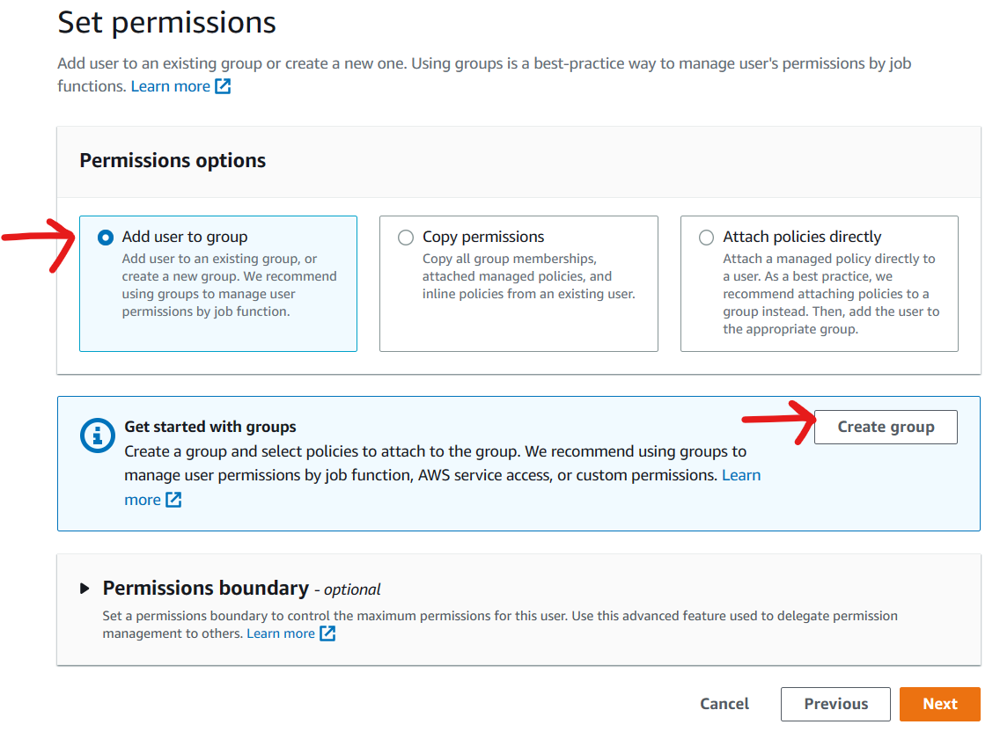 Set permissions
Add user to an existing group or create a new one. Using groups is a best-practice way to manage user's permissions by job
functions. Learn more
Permissions options
Add user to group
Add user to an existing group, or
create a new group. We recommend
using groups to manage user
permissions by job function.
Copy permissions
Copy all group memberships,
attached managed policies, and
inline policies from an existing user.
Attach policies directly
Attach a managed policy directly to
a user. As a best practice, we
recommend attaching policies to a
group instead. Then, add the user to
the appropriate group.
Get started with groups
Create a group and select policies to attach to the group. We recommend using groups to
manage user permissions by job function, AWS service access, or custom permissions. Learn
more
Create group
Permissions boundary - optional
Set a permissions boundary to control the maximum permissions for this user. Use this advanced feature used to delegate permission
management to others. Learn more
Cancel
Previous
Next